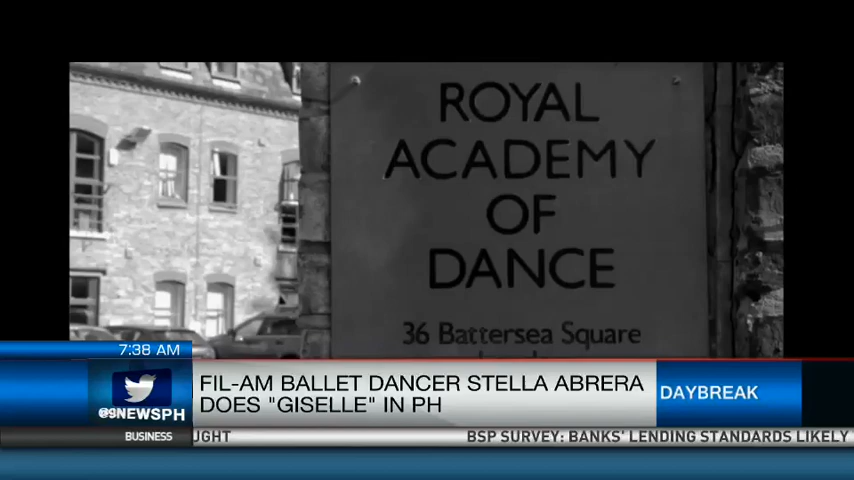 ROYAL
ACADEMY
OF
DANCE
36 Battersea Square
7:38 AM
FIL-AM BALLET DANCER STELLA ABRERA
DOES "GISELLE" IN PH
DAYBREAK
@9NEWSPH
BUSINESS
UGHT
BSP SURVEY: BANKS' LENDING STANDARDS LIKELY